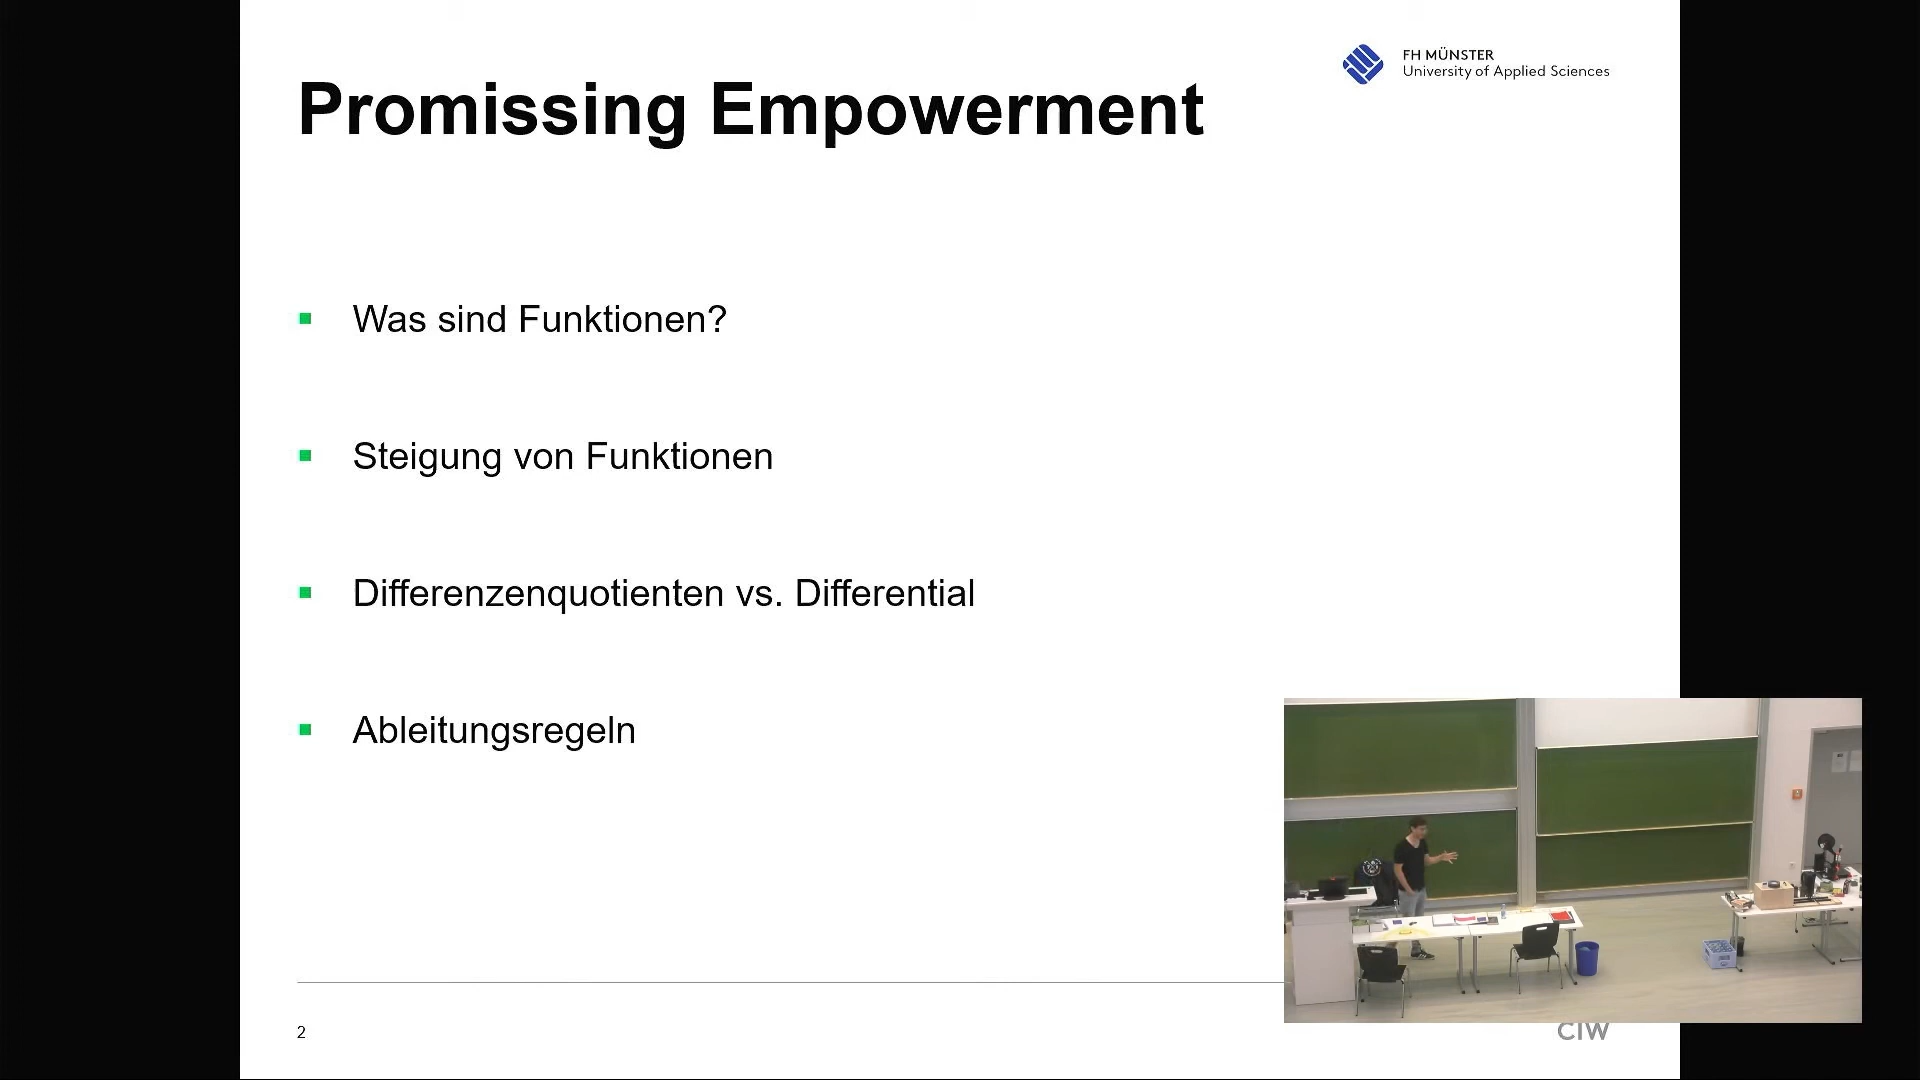 FH MÜNSTER
University of Applied Sciences
Promissing Empowerment
Was sind Funktionen?
Steigung von Funktionen
Differenzenquotienten vs. Differential
Ableitungsregeln
2
CIW